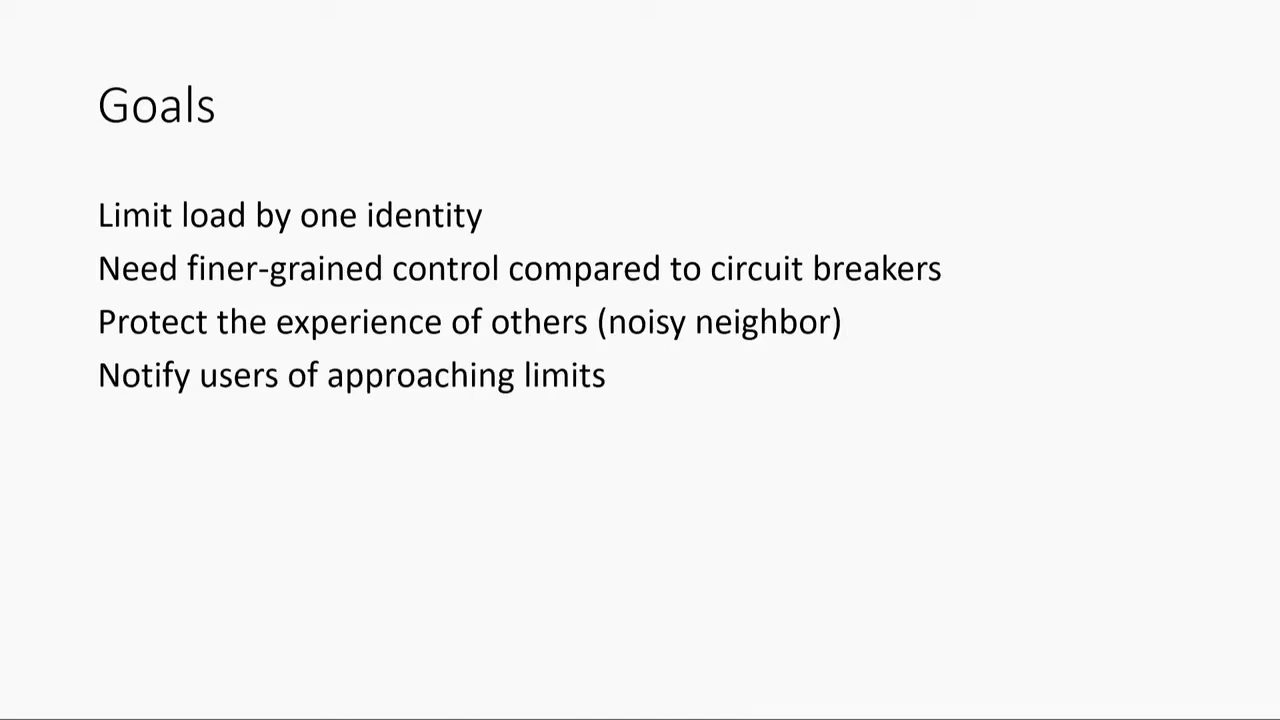 Goals
Limit load by one identity
Need finer-grained control compared to circuit breakers
Protect the experience of others (noisy neighbor)
Notify users of approaching limits